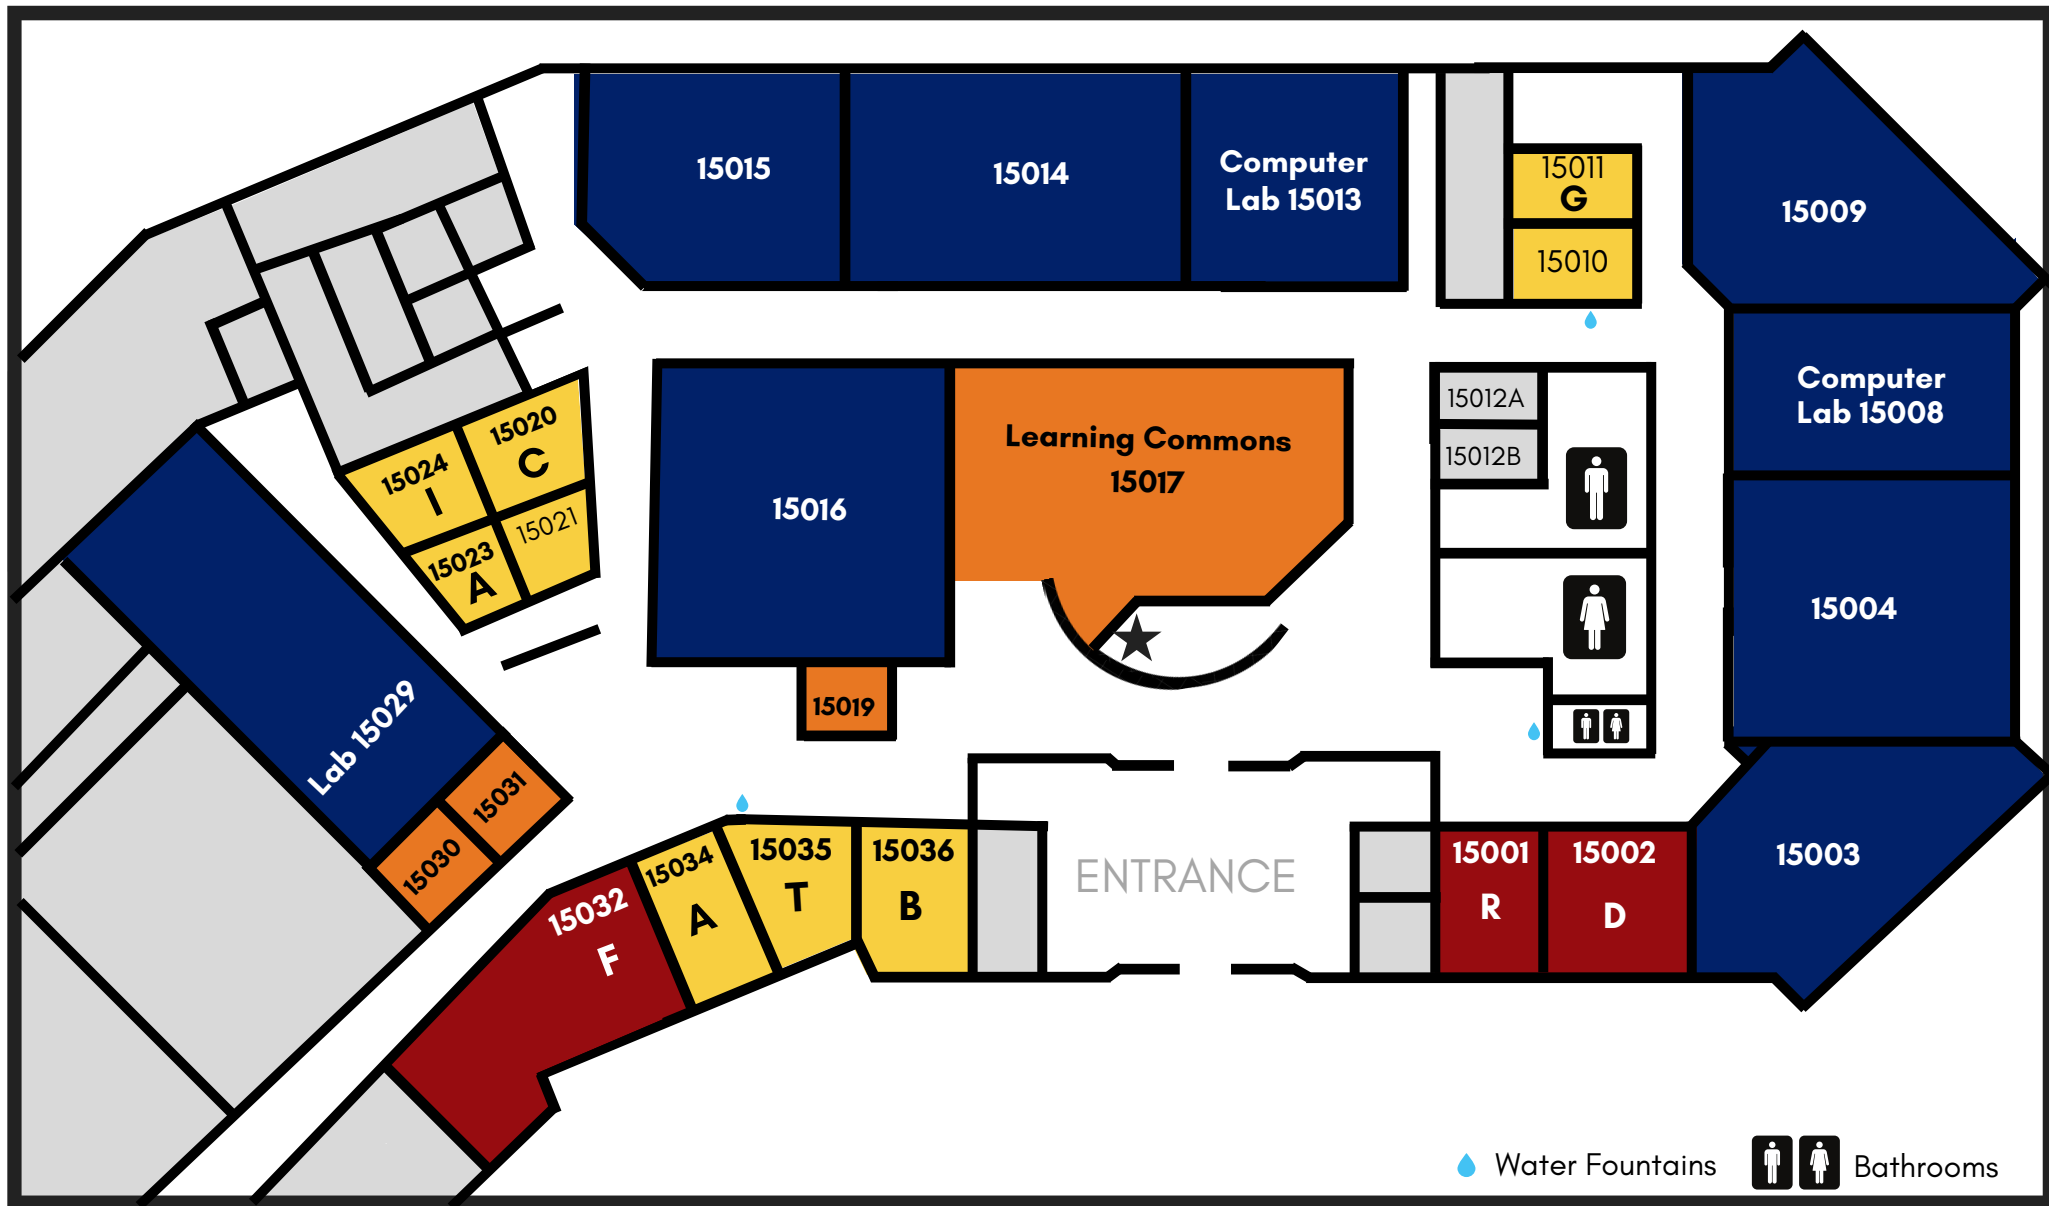 15015
15014
Computer
Lab 15013
15011
G
15010
15009
Computer
Lab 15008
15012A
15012B
15004
15003
15020
C
15024
I
15021
15023
A
15016
Learning Commons
15017
15019
Lab 15029
15031
15030
15032
F
15034
A
15035
T
15036
B
ENTRANCE
15001
R
15002
D
Water Fountains
Bathrooms